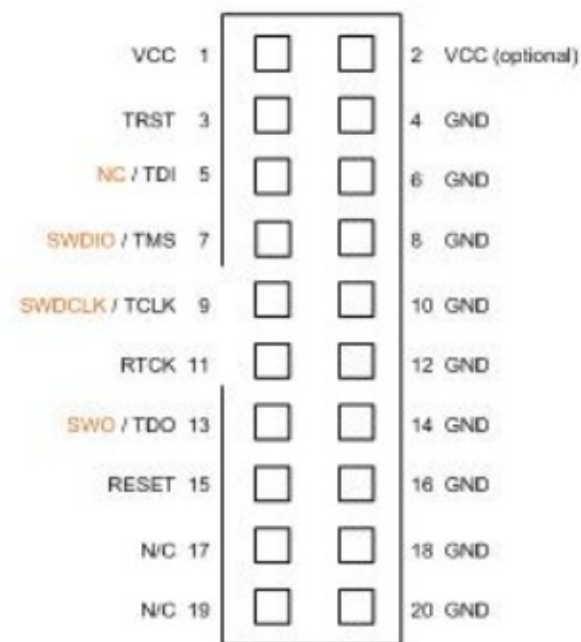 VCC 1 2 VCC (optional)
TRST 3 4 GND
NC / TDI 5 6 GND
SWDIO / TMS 7 8 GND
SWDCLK / TCLK 9 10 GND
RTCK 11 12 GND
SWO / TDO 13 14 GND
RESET 15 16 GND
N/C 17 18 GND
N/C 19 20 GND